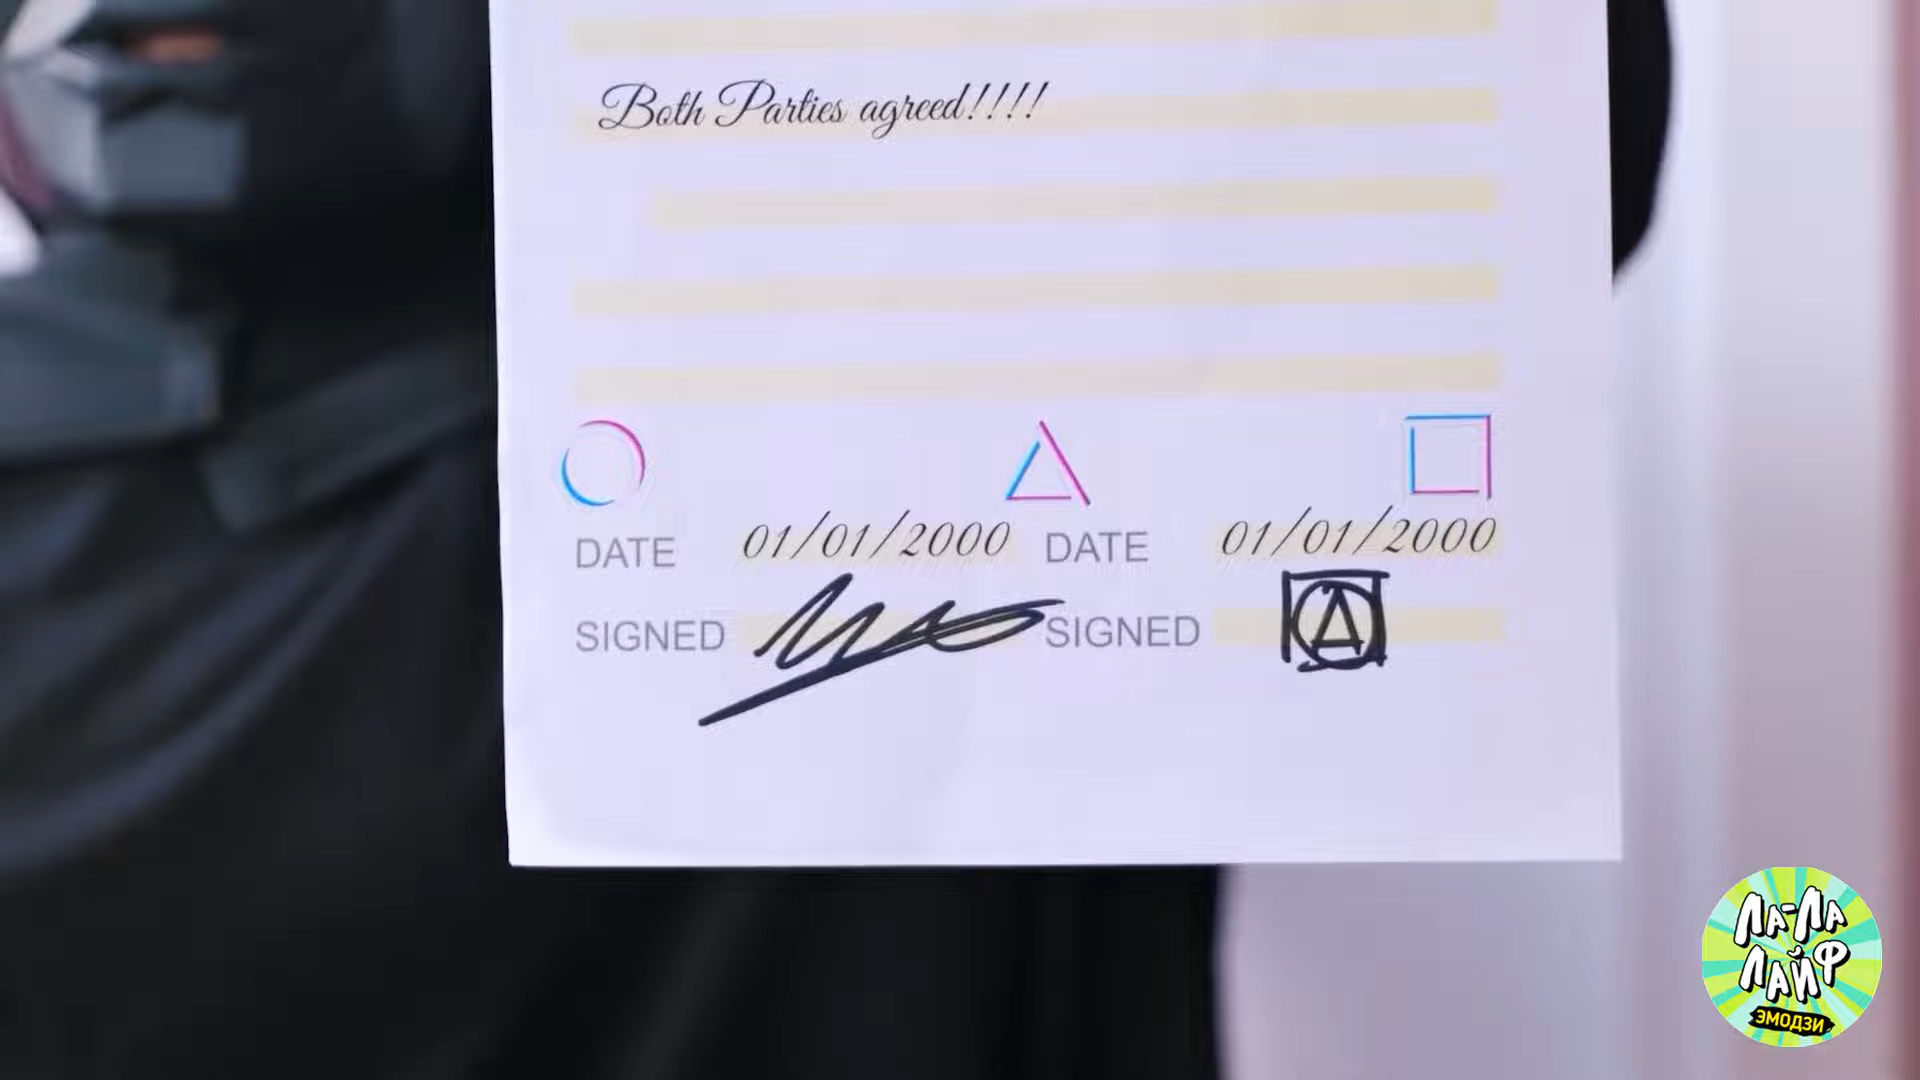 Both Parties agreed!!!!
DATE 01/01/2000 DATE 01/01/2000
SIGNED SIGNED
ЛА-ЛА
ЛАЙФ
ЭМОДЗИ